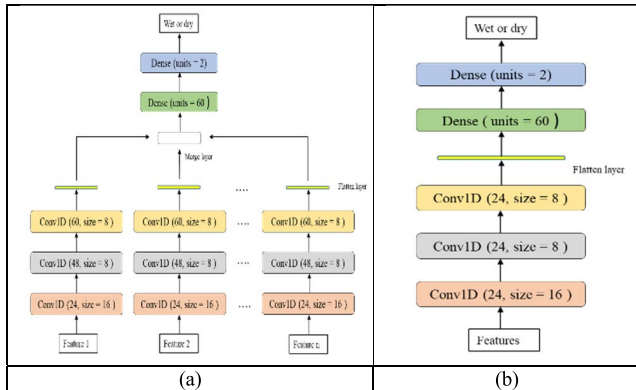 Wet or dry
Dense (units = 2)
Dense (units = 60 )
Merge layer
.... Flatten layer
Conv1D (60, size = 8 ) Conv1D (60, size = 8 ) .... Conv1D (60, size = 8 )
Conv1D (48, size = 8 ) Conv1D (48, size = 8 ) .... Conv1D (48, size = 8 )
Conv1D (24, size = 16 ) Conv1D (24, size = 16 ) .... Conv1D (24, size = 16 )
Feature 1 Feature 2 Feature n
(a)
Wet or dry
Dense (units = 2)
Dense ( units = 60 )
Flatten layer
Conv1D (24, size = 8 )
Conv1D (24, size = 8 )
Conv1D (24, size = 16 )
Features
(b)